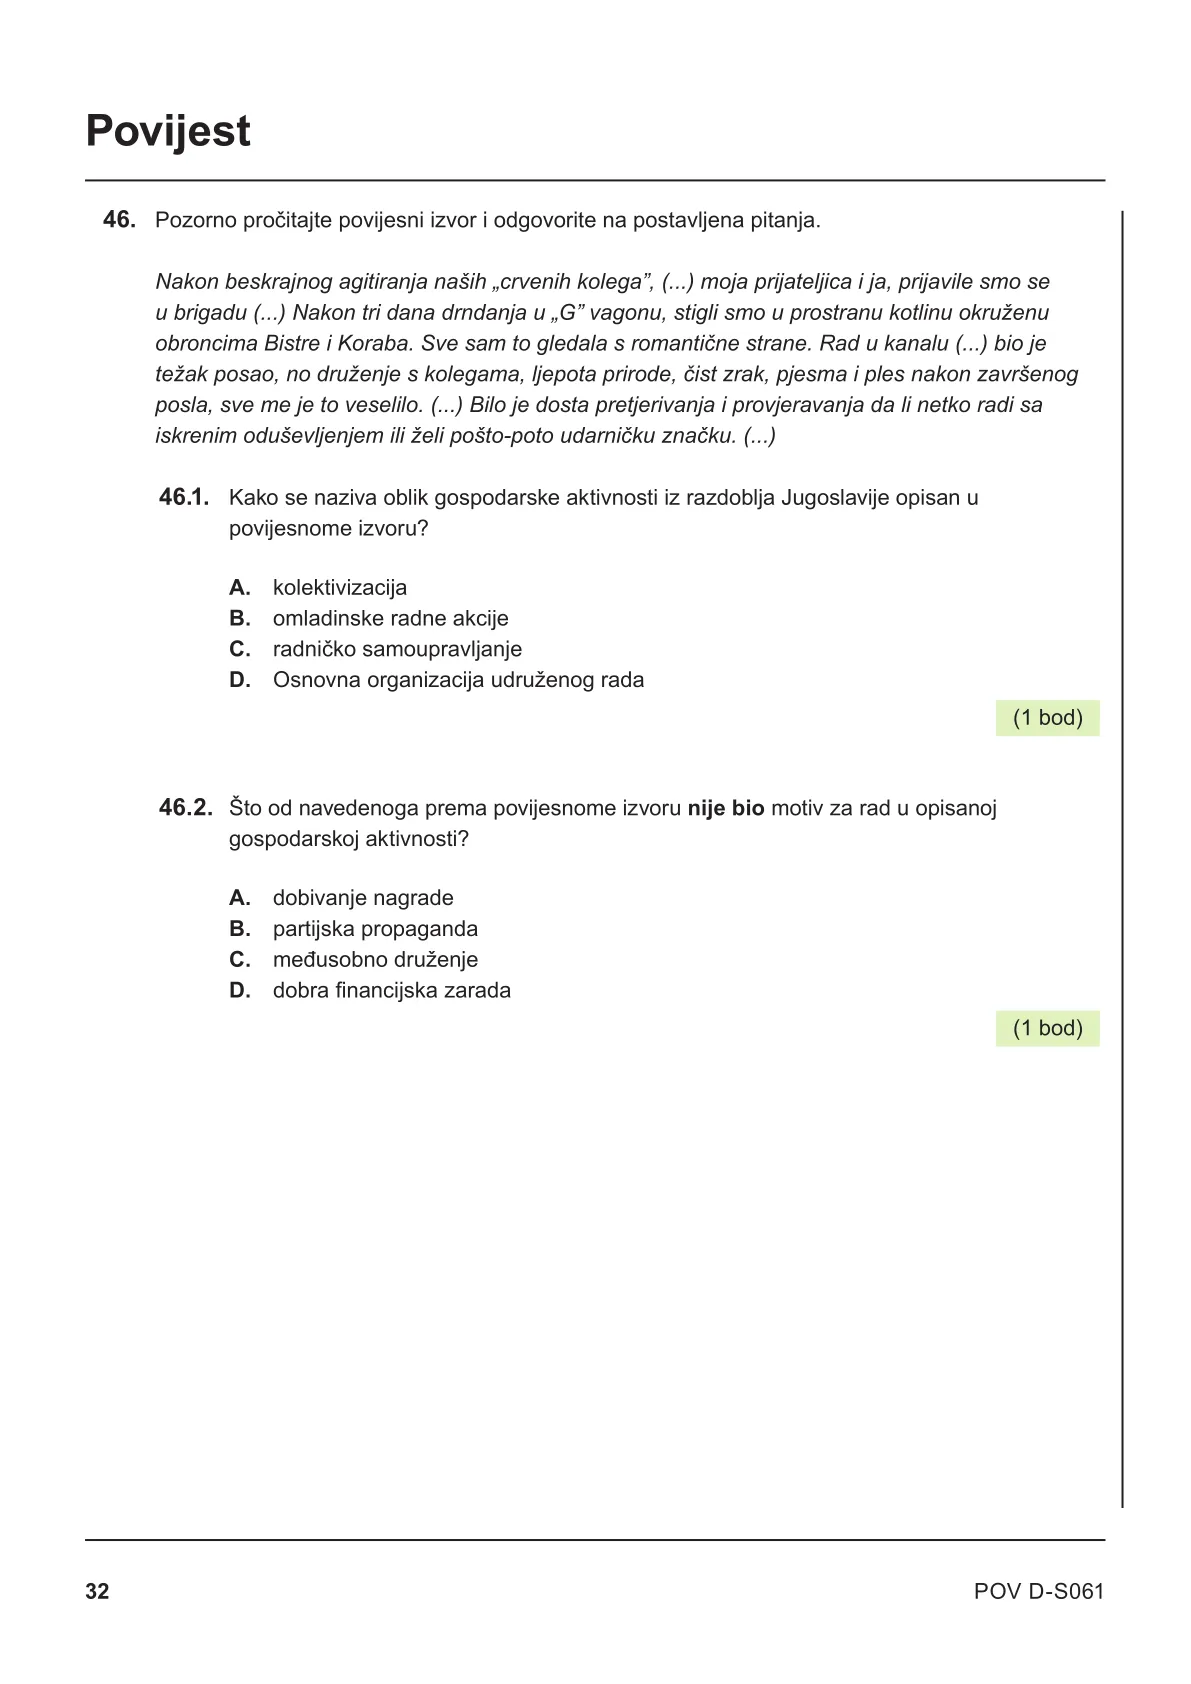 Povijest
46. Pozorno pročitajte povijesni izvor i odgovorite na postavljena pitanja.
Nakon beskrajnog agitiranja naših „crvenih kolega”, (...) moja prijateljica i ja, prijavile smo se
u brigadu (...) Nakon tri dana drndanja u „G” vagonu, stigli smo u prostranu kotlinu okruženu
obroncima Bistre i Koraba. Sve sam to gledala s romantične strane. Rad u kanalu (...) bio je
težak posao, no druženje s kolegama, ljepota prirode, čist zrak, pjesma i ples nakon završenog
posla, sve me je to veselilo. (...) Bilo je dosta pretjerivanja i provjeravanja da li netko radi sa
iskrenim oduševljenjem ili želi pošto-poto udarničku značku. (...)
46.1. Kako se naziva oblik gospodarske aktivnosti iz razdoblja Jugoslavije opisan u
povijesnome izvoru?
A. kolektivizacija
B. omladinske radne akcije
C. radničko samoupravljanje
D. Osnovna organizacija udruženog rada
(1 bod)
46.2. Što od navedenoga prema povijesnome izvoru nije bio motiv za rad u opisanoj
gospodarskoj aktivnosti?
A. dobivanje nagrade
B. partijska propaganda
C. međusobno druženje
D. dobra financijska zarada
(1 bod)
32
POV D-S061